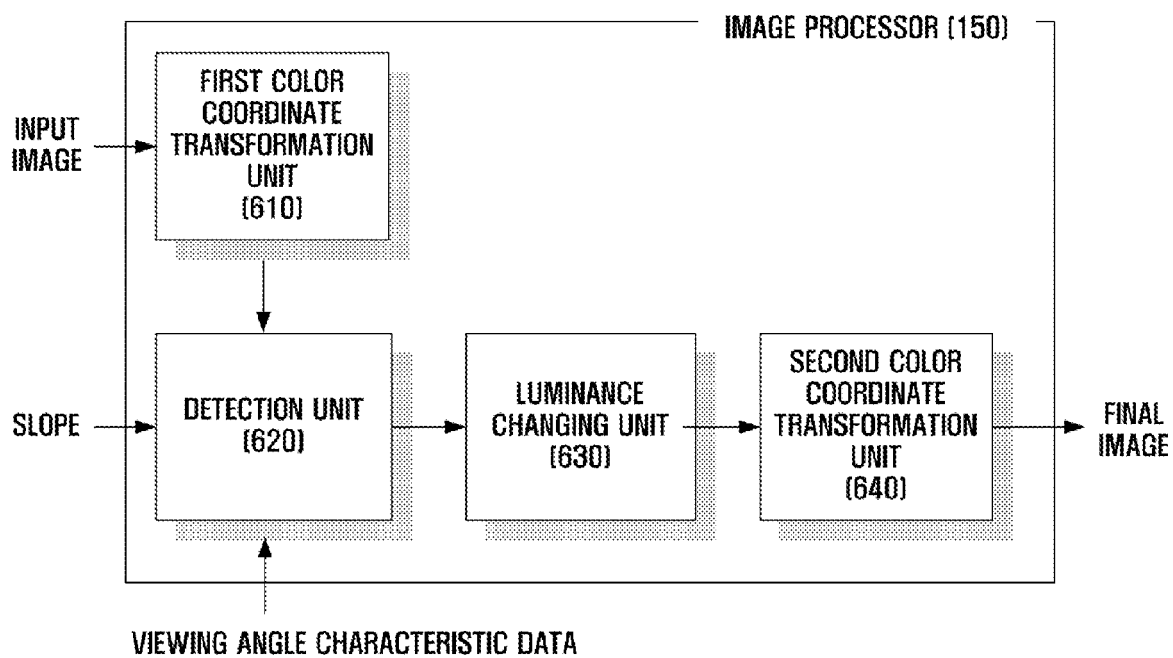 IMAGE PROCESSOR (150)
FIRST COLOR
COORDINATE
TRANSFORMATION
UNIT
(610)
INPUT
IMAGE
SLOPE
DETECTION UNIT
(620)
LUMINANCE
CHANGING UNIT
(630)
SECOND COLOR
COORDINATE
TRANSFORMATION
UNIT
(640)
FINAL
IMAGE
VIEWING ANGLE CHARACTERISTIC DATA